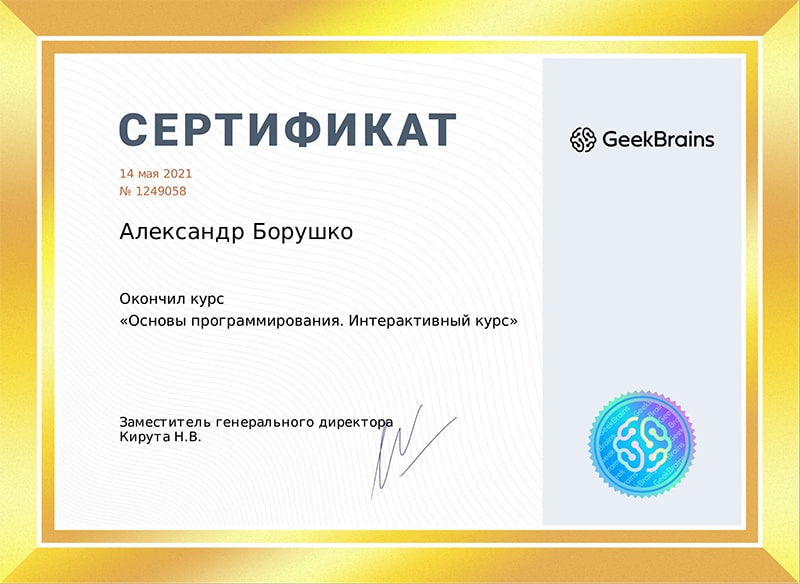 СЕРТИФИКАТ
GeekBrains
14 мая 2021
№ 1249058
Александр Борушко
Окончил курс
«Основы программирования. Интерактивный курс»
Заместитель генерального директора
Кирута Н.В.